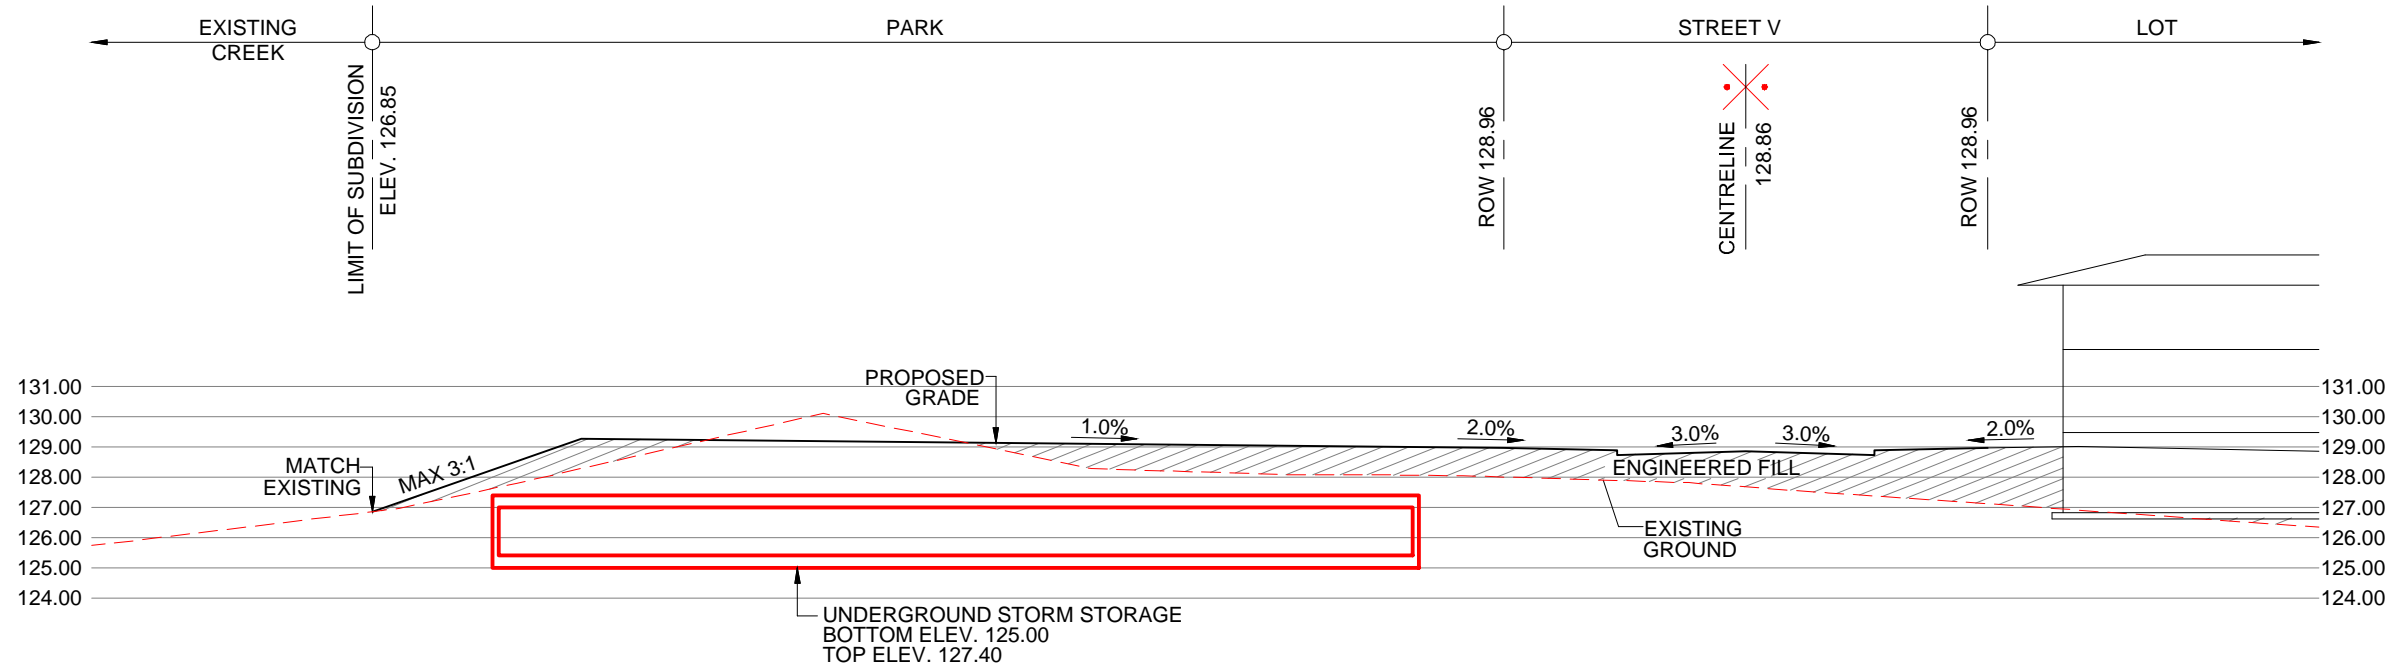 EXISTING
CREEK
PARK
STREET V
LOT
LIMIT OF SUBDIVISION
ELEV. 126.85
ROW 128.96
CENTRELINE
128.86
ROW 128.96
131.00
130.00
129.00
128.00
127.00
126.00
125.00
124.00
MATCH
EXISTING
MAX 3:1
PROPOSED
GRADE
1.0%
2.0%
3.0%
3.0%
2.0%
ENGINEERED FILL
EXISTING
GROUND
UNDERGROUND STORM STORAGE
BOTTOM ELEV. 125.00
TOP ELEV. 127.40
131.00
130.00
129.00
128.00
127.00
126.00
125.00
124.00